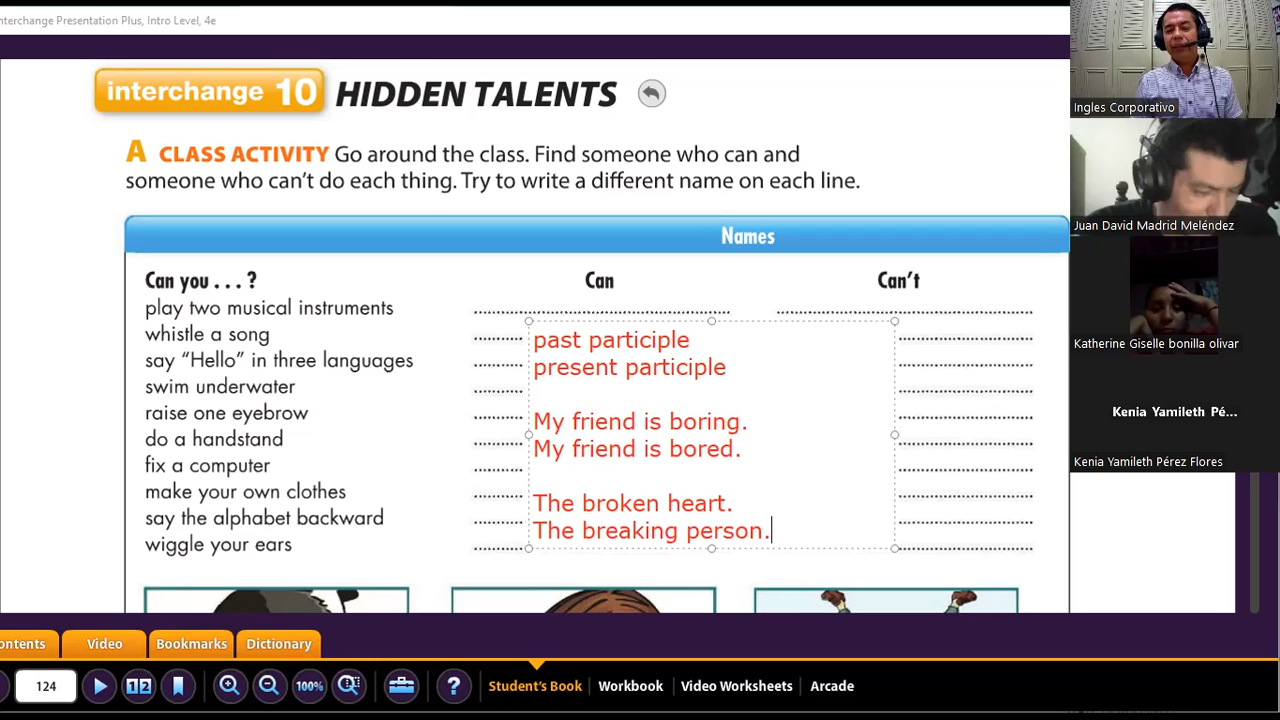 nterchange Presentation Plus, Intro Level, 4e
interchange 10 HIDDEN TALENTS
A CLASS ACTIVITY Go around the class. Find someone who can and
someone who can't do each thing. Try to write a different name on each line.
Names
Can you . . . ? Can Can't
play two musical instruments
whistle a song
say "Hello" in three languages
swim underwater
raise one eyebrow
do a handstand
fix a computer
make your own clothes
say the alphabet backward
wiggle your ears
past participle
present participle
My friend is boring.
My friend is bored.
The broken heart.
The breaking person.
Ingles Corporativo
Juan David Madrid Meléndez
Katherine Giselle bonilla olivar
Kenia Yamileth Pé...
Kenia Yamileth Pérez Flores
ontents Video Bookmarks Dictionary
124 1 2 100% ? Student's Book Workbook Video Worksheets Arcade